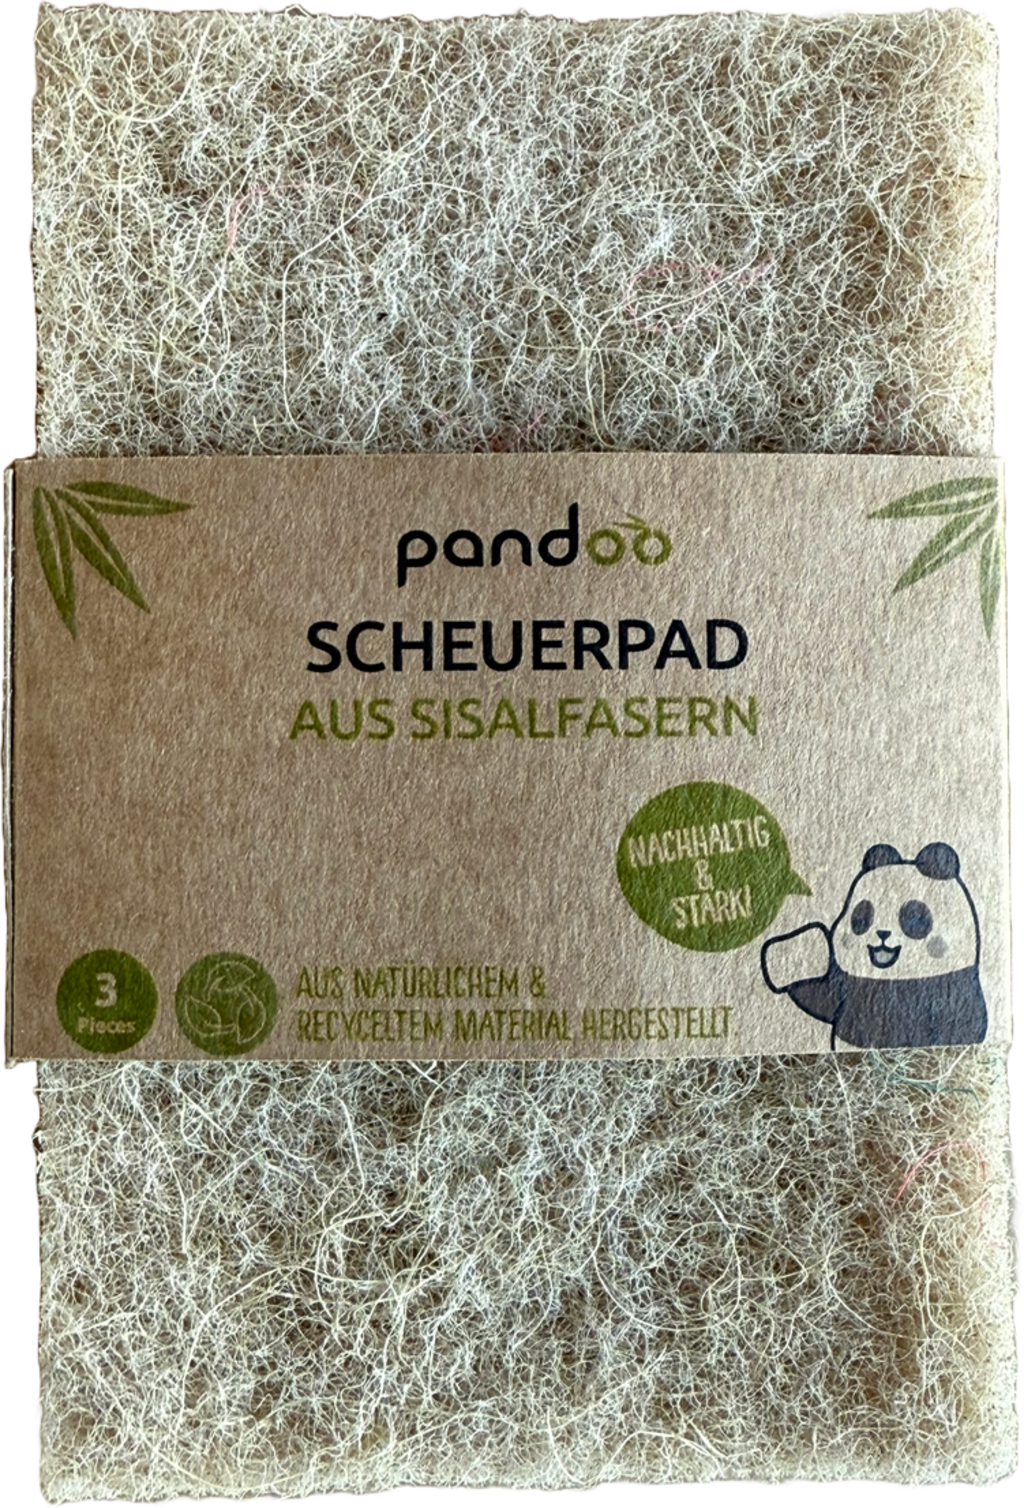 pandoo
SCHEUERPAD
AUS SISALFASERN
NACHHALTIG
&
STARK!
3
Pieces
AUS NATÜRLICHEM &
RECYCELTEM MATERIAL HERGESTELLT